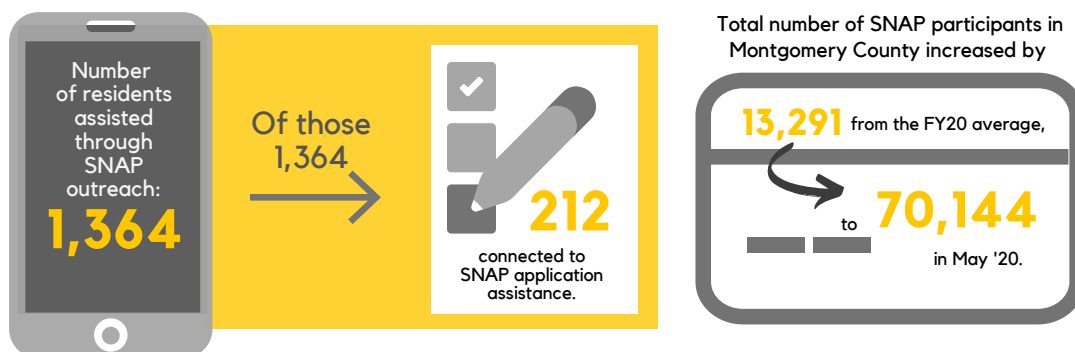 Number
of residents
assisted
through
SNAP
outreach:
1,364
Of those
1,364
212
connected to
SNAP application
assistance.
Total number of SNAP participants in
Montgomery County increased by
13,291 from the FY20 average,
to 70,144
in May '20.